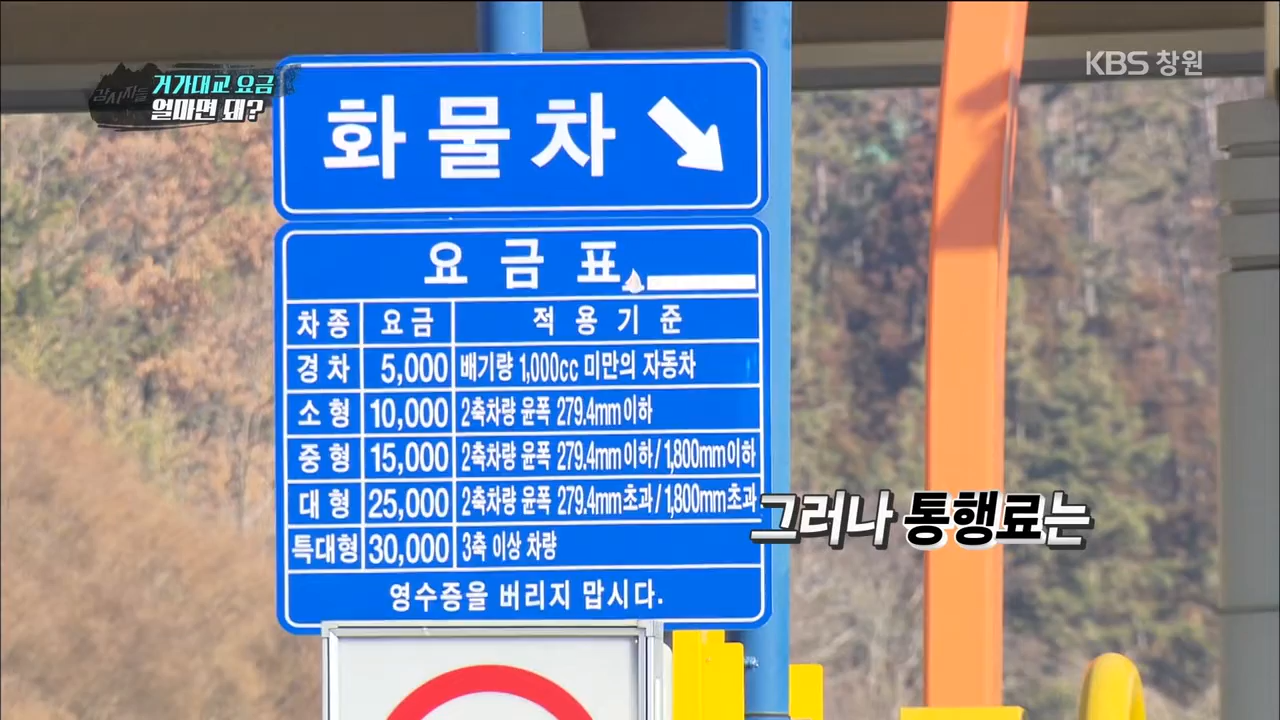 감시자들
거가대교 요금
얼마면 돼?
KBS 창원
화물차
요금표
차종 요금 적용기준
경차 5,000 배기량 1,000cc 미만의 자동차
소형 10,000 2축차량 윤폭 279.4mm이하
중형 15,000 2축차량 윤폭 279.4mm이하/1,800mm이하
대형 25,000 2축차량 윤폭 279.4mm초과/1,800mm초과
특대형 30,000 3축 이상 차량
영수증을 버리지 맙시다.
그러나 통행료는